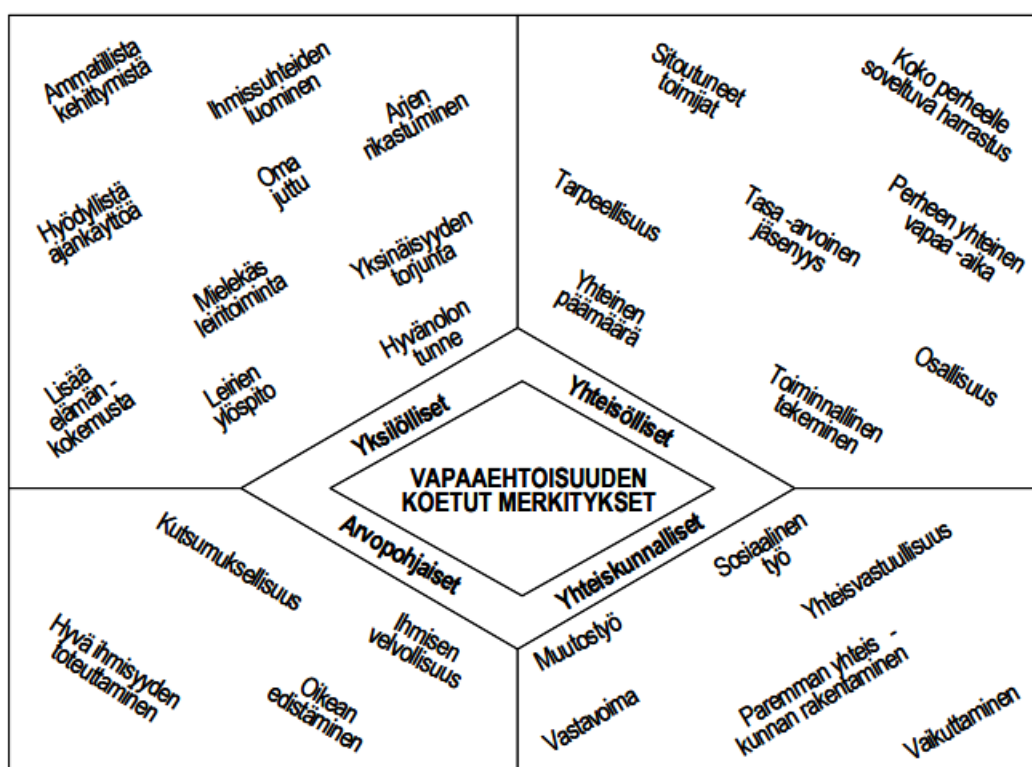 Ammatillista
kehittymistä
Ihmissuhteiden
luominen
Arjen
rikastuminen
Hyödyllistä
ajankäyttöä
Oma
juttu
Mielekäs
leiritoiminta
Yksinäisyyden
torjunta
Hyvänolon
tunne
Lisää
elämän -
kokemusta
Leirien
ylöspito
Sitoutuneet
toimijat
Koko perheelle
soveltuva harrastus
Tarpeellisuus
Tasa -arvoinen
jäsenyys
Perheen yhteinen
vapaa -aika
Yhteinen
päämäärä
Toiminnallinen
tekeminen
Osallisuus
Yksilölliset
Yhteisölliset
VAPAAEHTOISUUDEN
KOETUT MERKITYKSET
Arvopohjaiset
Yhteiskunnalliset
Kutsumuksellisuus
Hyvä ihmisyyden
toteuttaminen
Ihmisen
velvollisuus
Oikean
edistäminen
Sosiaalinen
työ
Yhteisvastuullisuus
Muutostyö
Vastavoima
Paremman yhteis -
kunnan rakentaminen
Vaikuttaminen